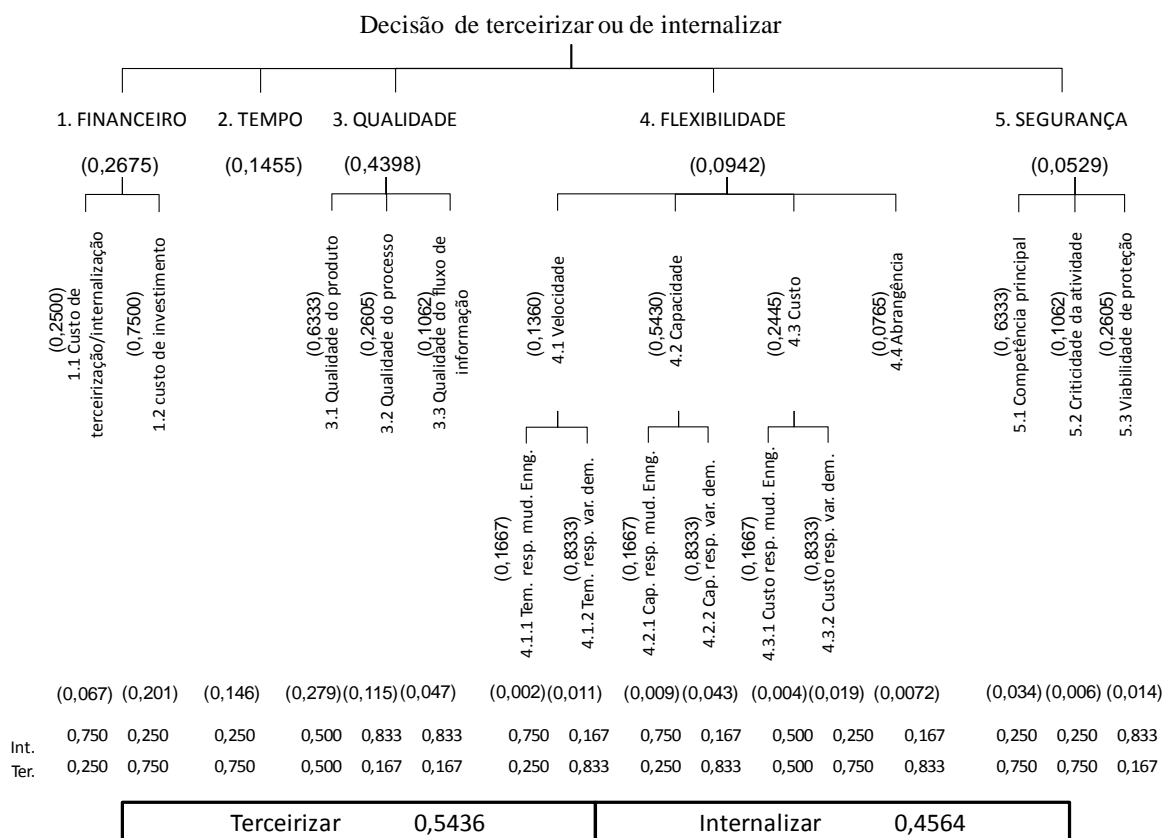 Decisão de terceirizar ou de internalizar
1. FINANCEIRO 2. TEMPO 3. QUALIDADE 4. FLEXIBILIDADE 5. SEGURANÇA
(0,2675) (0,1455) (0,4398) (0,0942) (0,0529)
(0,2500)
1.1 Custo de
terceirização/internalização
(0,7500)
1.2 custo de investimento
(0,6333)
3.1 Qualidade do produto
(0,2605)
3.2 Qualidade do processo
(0,1062)
3.3 Qualidade do fluxo de
informação
(0,1360)
4.1 Velocidade
(0,5430)
4.2 Capacidade
(0,2445)
4.3 Custo
(0,0765)
4.4 Abrangência
(0, 6333)
5.1 Competência principal
(0,1062)
5.2 Criticidade da atividade
(0,2605)
5.3 Viabilidade de proteção
(0,1667)
4.1.1 Tem. resp. mud. Enng.
(0,8333)
4.1.2 Tem. resp. var. dem.
(0,1667)
4.2.1 Cap. resp. mud. Enng.
(0,8333)
4.2.2 Cap. resp. var. dem.
(0,1667)
4.3.1 Custo resp. mud. Enng.
(0,8333)
4.3.2 Custo resp. var. dem.
(0,067) (0,201) (0,146) (0,279) (0,115) (0,047) (0,002) (0,011) (0,009) (0,043) (0,004) (0,019) (0,0072) (0,034) (0,006) (0,014)
Int. 0,750 0,250 0,250 0,500 0,833 0,833 0,750 0,167 0,750 0,167 0,500 0,250 0,167 0,250 0,250 0,833
Ter. 0,250 0,750 0,750 0,500 0,167 0,167 0,250 0,833 0,250 0,833 0,500 0,750 0,833 0,750 0,750 0,167
Terceirizar 0,5436 Internalizar 0,4564